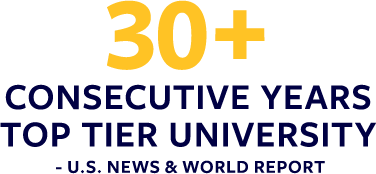 30+
CONSECUTIVE YEARS
TOP TIER UNIVERSITY
- U.S. NEWS & WORLD REPORT